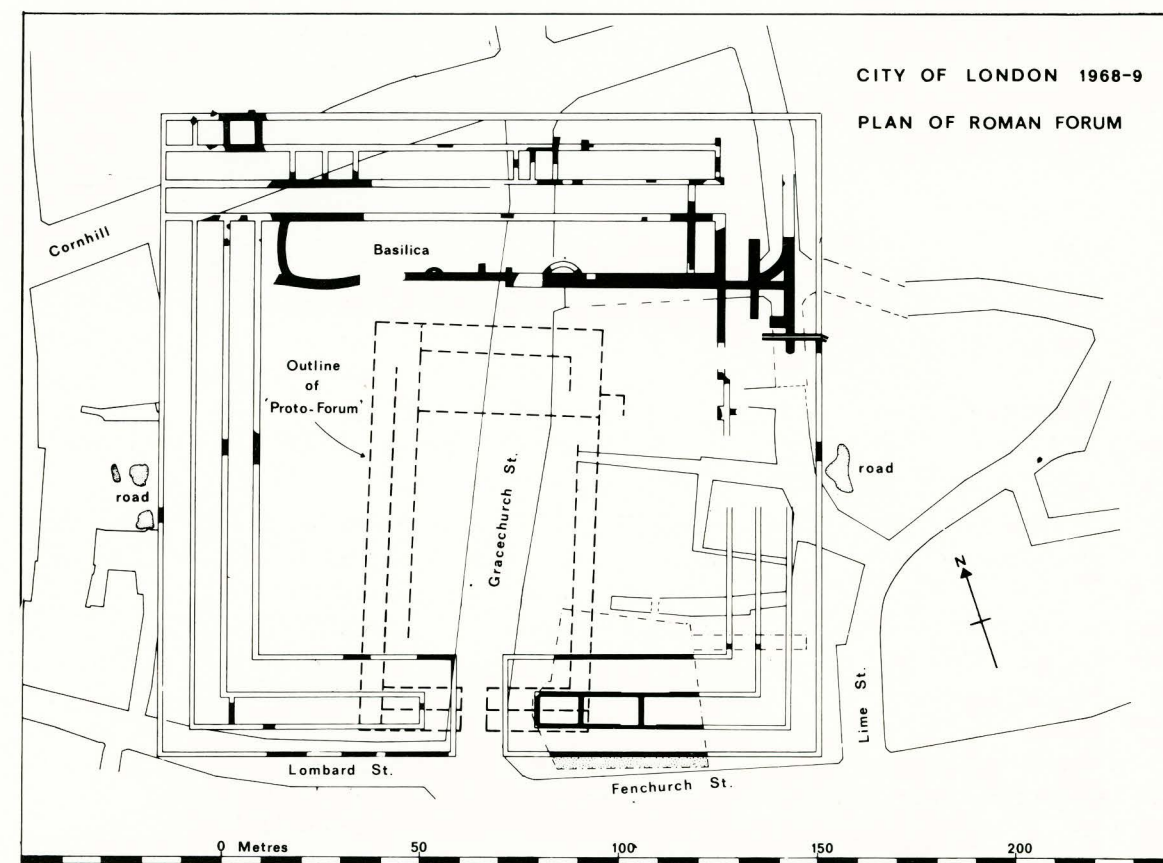 CITY OF LONDON 1968-9
PLAN OF ROMAN FORUM
Cornhill
Basilica
Outline
of
'Proto-Forum'
road
road
Gracechurch St.
N
Lime St.
Lombard St.
Fenchurch St.
0 Metres 50 100 150 200